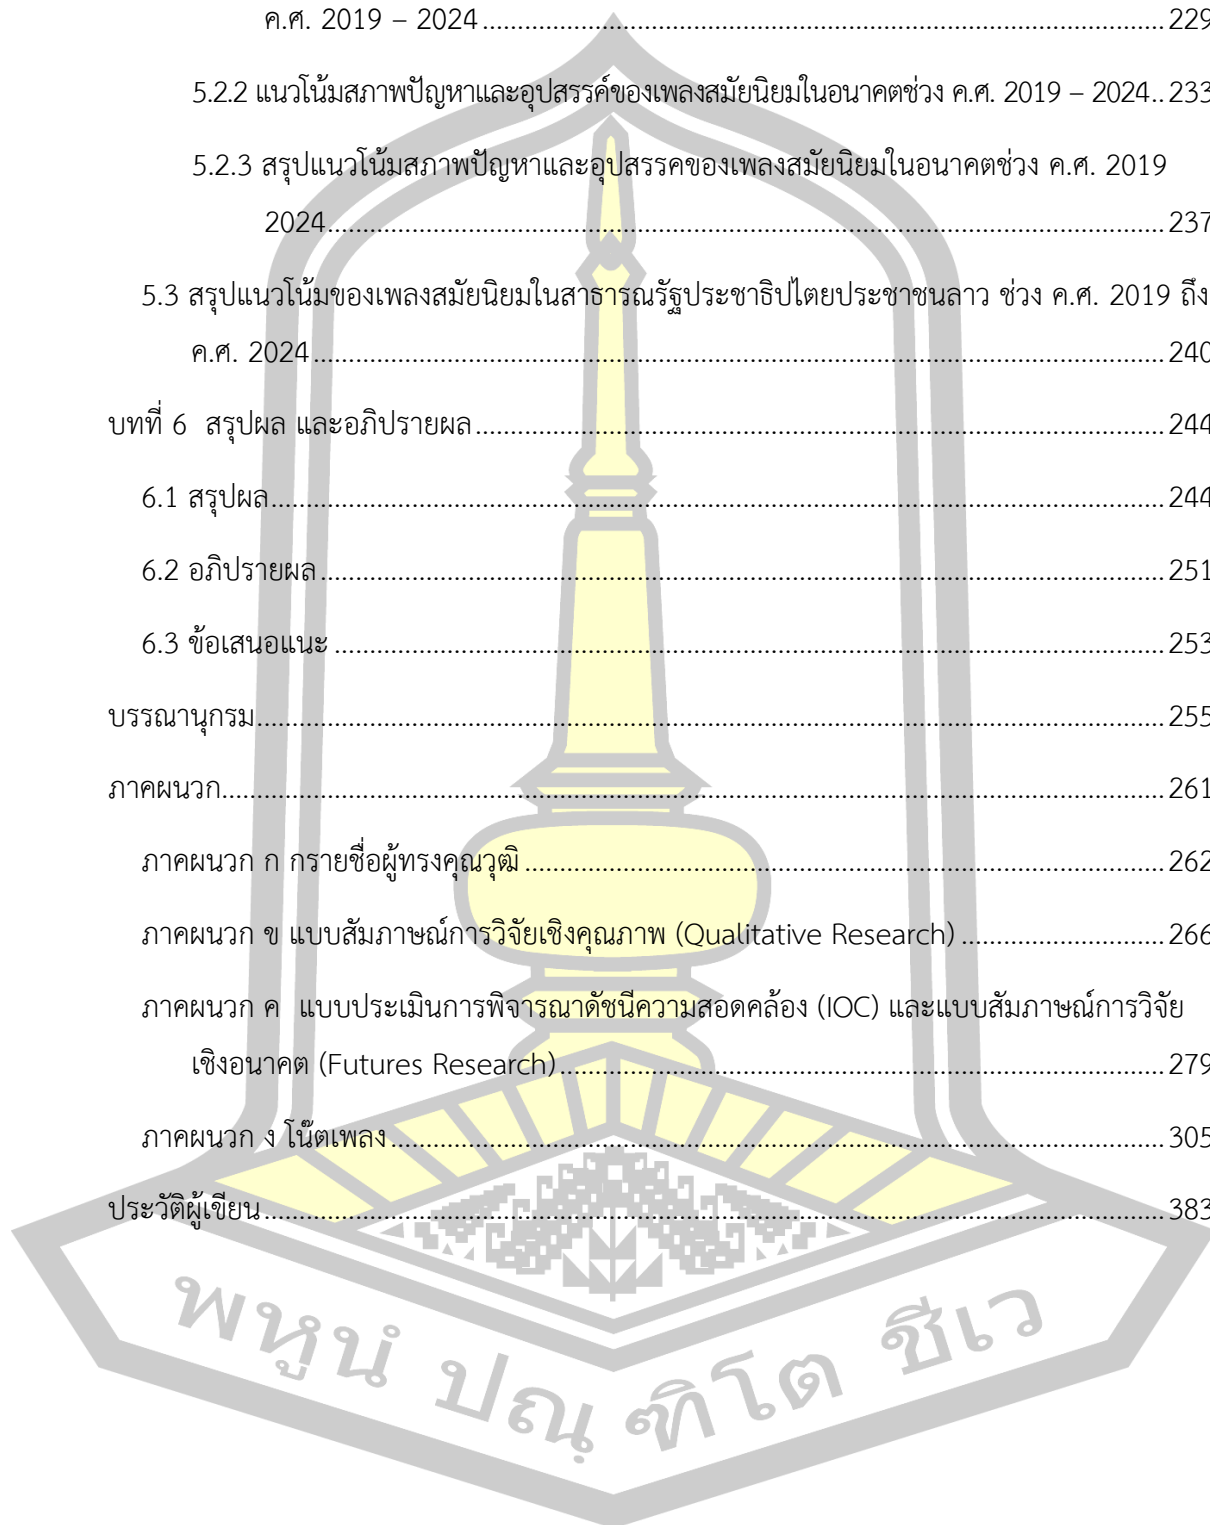 ค.ศ. 2019 – 2024 ........ 229
5.2.2 แนวโน้มสภาพปัญหาและอุปสรรค์ของเพลงสมัยนิยมในอนาคตช่วง ค.ศ. 2019 – 2024.. 233
5.2.3 สรุปแนวโน้มสภาพปัญหาและอุปสรรคของเพลงสมัยนิยมในอนาคตช่วง ค.ศ. 2019
2024 ........ 237
5.3 สรุปแนวโน้มของเพลงสมัยนิยมในสาธารณรัฐประชาธิปไตยประชาชนลาว ช่วง ค.ศ. 2019 ถึง
ค.ศ. 2024 ........ 240
บทที่ 6 สรุปผล และอภิปรายผล ........ 244
6.1 สรุปผล ........ 244
6.2 อภิปรายผล ........ 251
6.3 ข้อเสนอแนะ ........ 253
บรรณานุกรม ........ 255
ภาคผนวก ........ 261
ภาคผนวก ก กรายชื่อผู้ทรงคุณวุฒิ ........ 262
ภาคผนวก ข แบบสัมภาษณ์การวิจัยเชิงคุณภาพ (Qualitative Research) ........ 266
ภาคผนวก ค แบบประเมินการพิจารณาดัชนีความสอดคล้อง (IOC) และแบบสัมภาษณ์การวิจัย
เชิงอนาคต (Futures Research) ........ 279
ภาคผนวก ง โน๊ตเพลง ........ 305
ประวัติผู้เขียน ........ 383
พหูนํ ปณฺฑิโต ชีเว